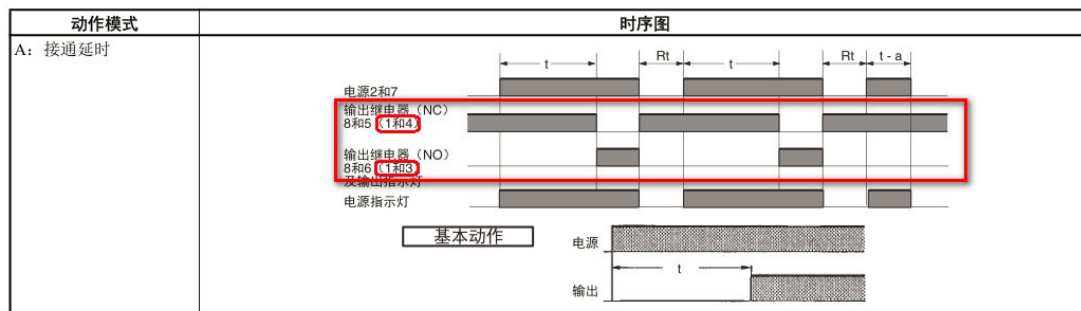 动作模式 时序图
A：接通延时
t Rt t Rt t - a
电源2和7
输出继电器（NC）
8和5（1和4）
输出继电器（NO）
8和6（1和3）
及输出指示灯
电源指示灯
基本动作 电源
t
输出